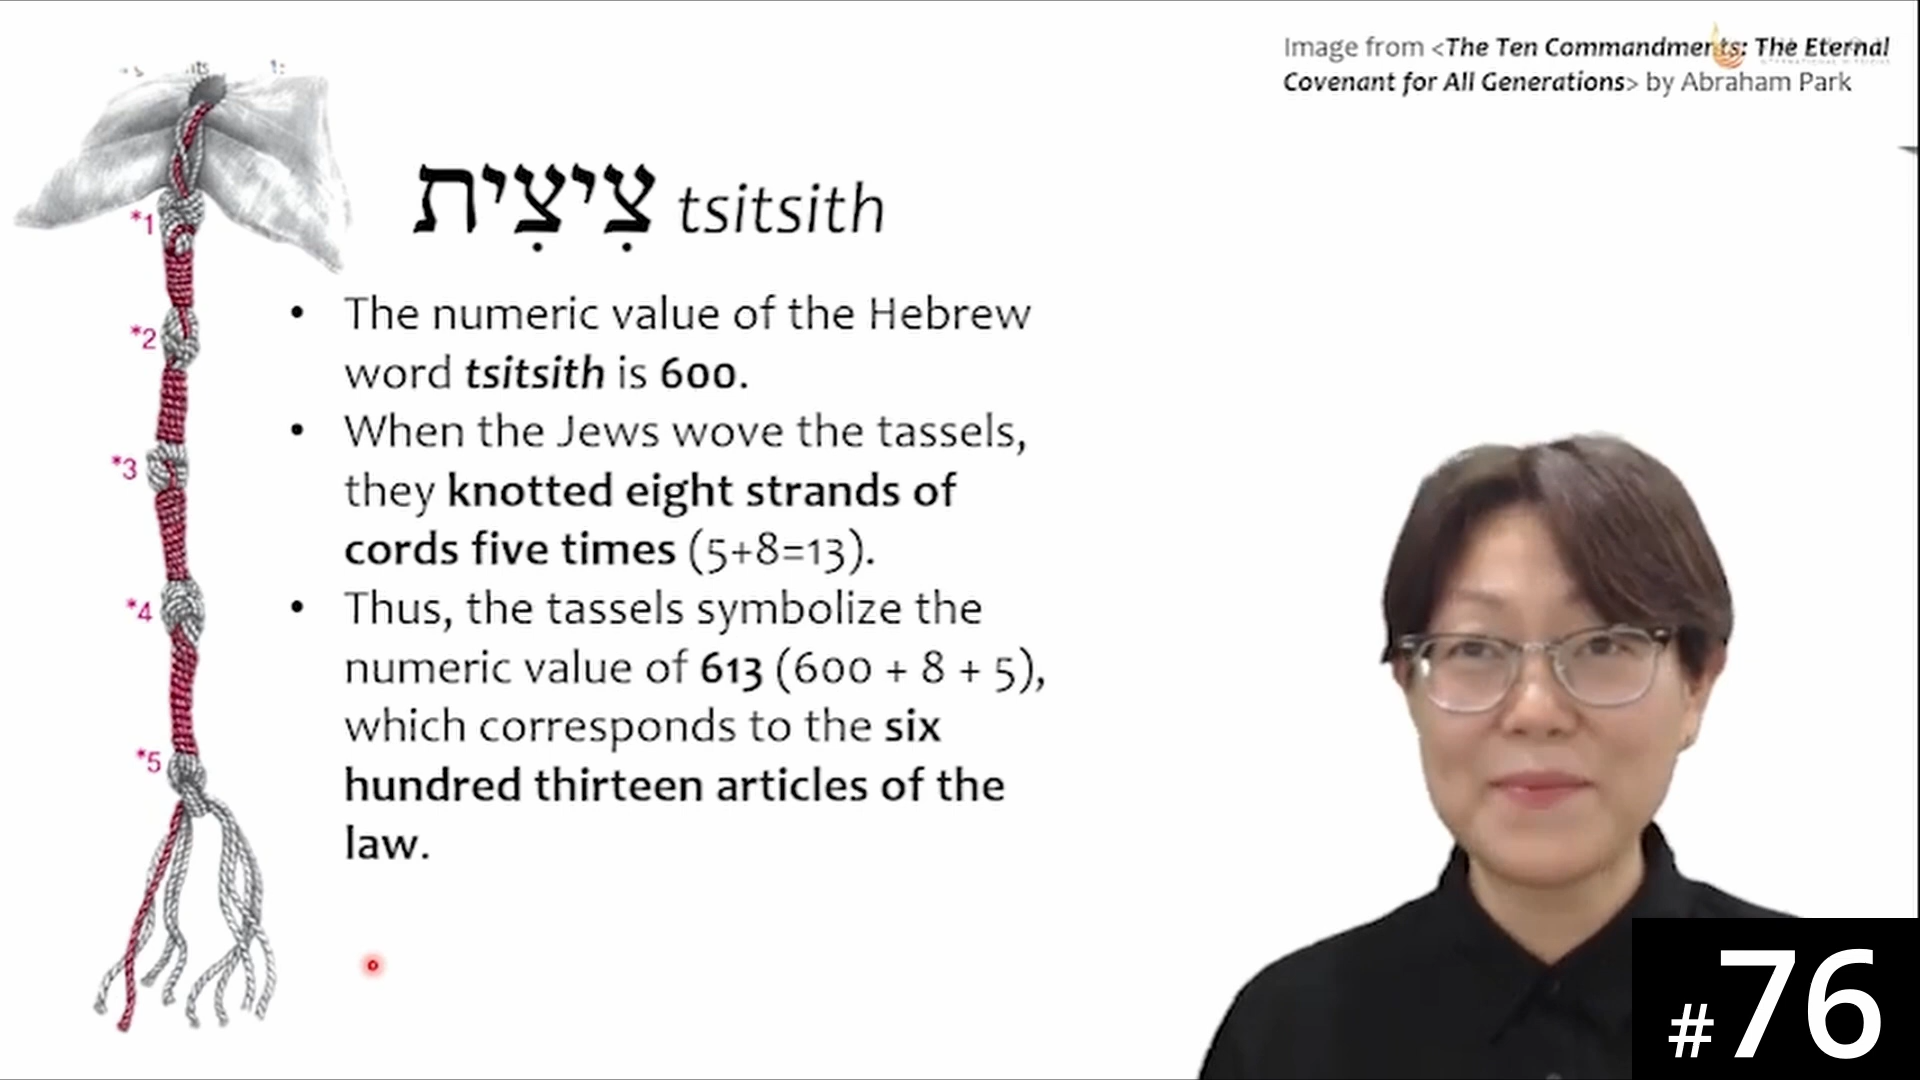 Image from <The Ten Commandments: The Eternal
Covenant for All Generations> by Abraham Park
צִיצִית tsitsith
• The numeric value of the Hebrew
word tsitsith is 600.
• When the Jews wove the tassels,
they knotted eight strands of
cords five times (5+8=13).
• Thus, the tassels symbolize the
numeric value of 613 (600 + 8 + 5),
which corresponds to the six
hundred thirteen articles of the
law.
*1
*2
*3
*4
*5
#76